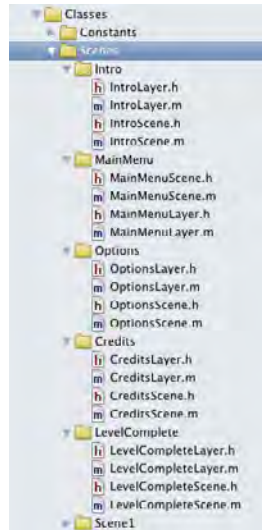 Classes
Constants
Scenes
Intro
h IntroLayer.h
m IntroLayer.m
h IntroScene.h
m IntroScene.m
MainMenu
h MainMenuScene.h
m MainMenuScene.m
h MainMenuLayer.h
m MainMenuLayer.m
Options
h OptionsLayer.h
m OptionsLayer.m
h OptionsScene.h
m OptionsScene.m
Credits
h CreditsLayer.h
m CreditsLayer.m
h CreditsScene.h
m CreditsScene.m
LevelComplete
h LevelCompleteLayer.h
m LevelCompleteLayer.m
h LevelCompleteScene.h
m LevelCompleteScene.m
Scene1